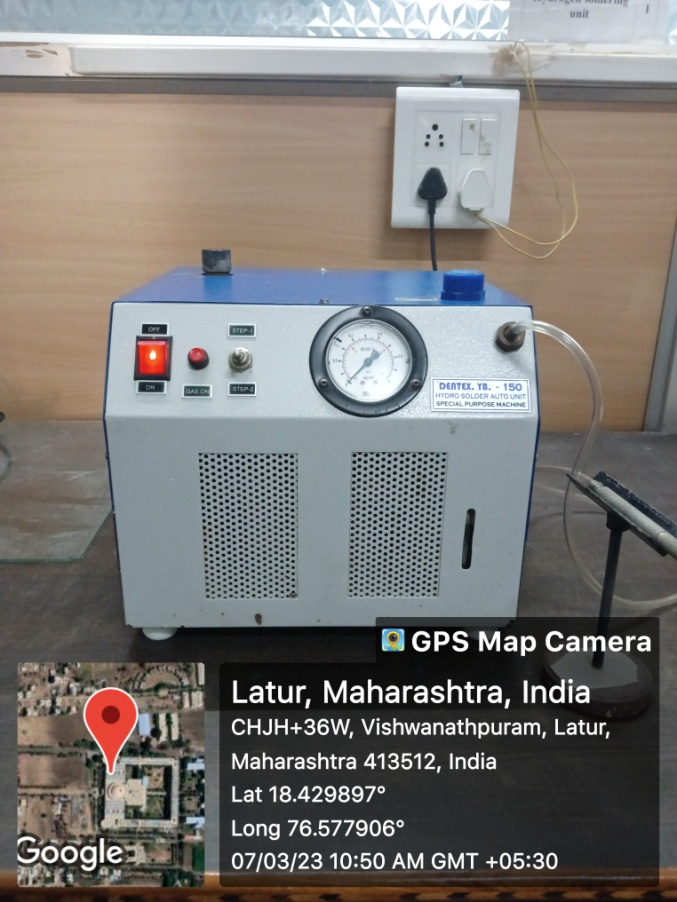 Hydrogen soldering
unit
1
OFF
ON
GAS ON
STEP-1
STEP-2
DENTEX. YB. - 150
HYDRO SOLDER AUTO UNIT
SPECIAL PURPOSE MACHINE
GPS Map Camera
Latur, Maharashtra, India
CHJH+36W, Vishwanathpuram, Latur,
Maharashtra 413512, India
Lat 18.429897°
Long 76.577906°
07/03/23 10:50 AM GMT +05:30
Google